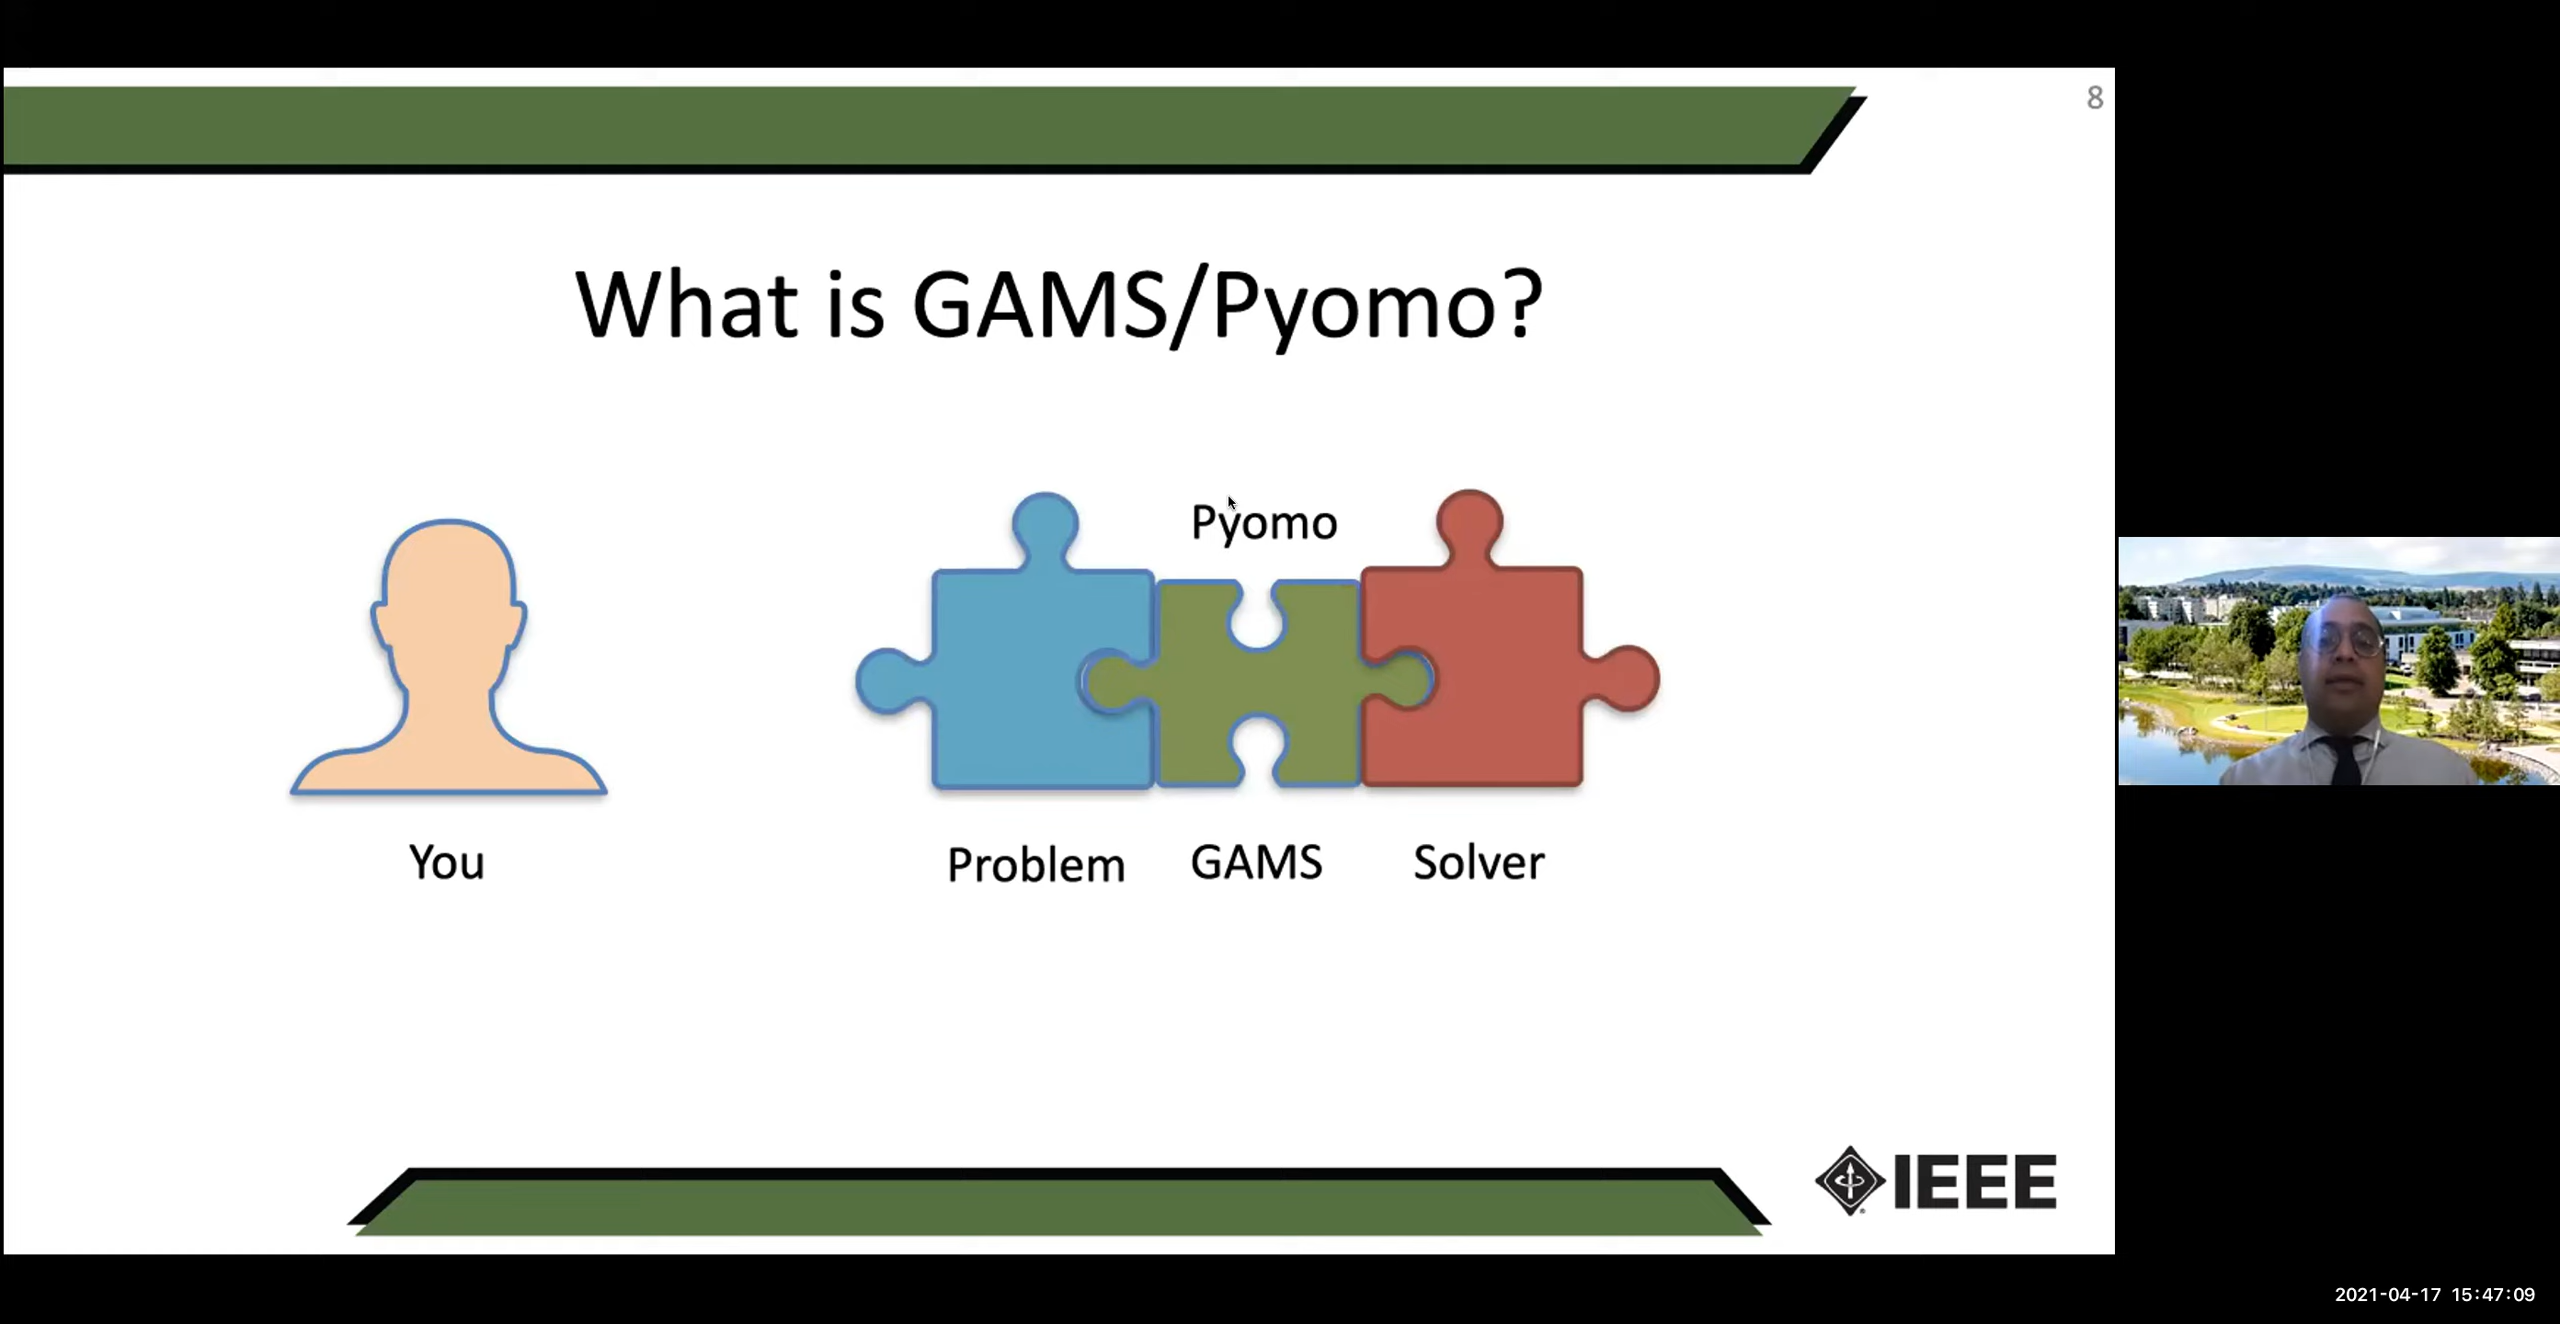 8
What is GAMS/Pyomo?
Pyomo
You
Problem
GAMS
Solver
IEEE
2021-04-17 15:47:09